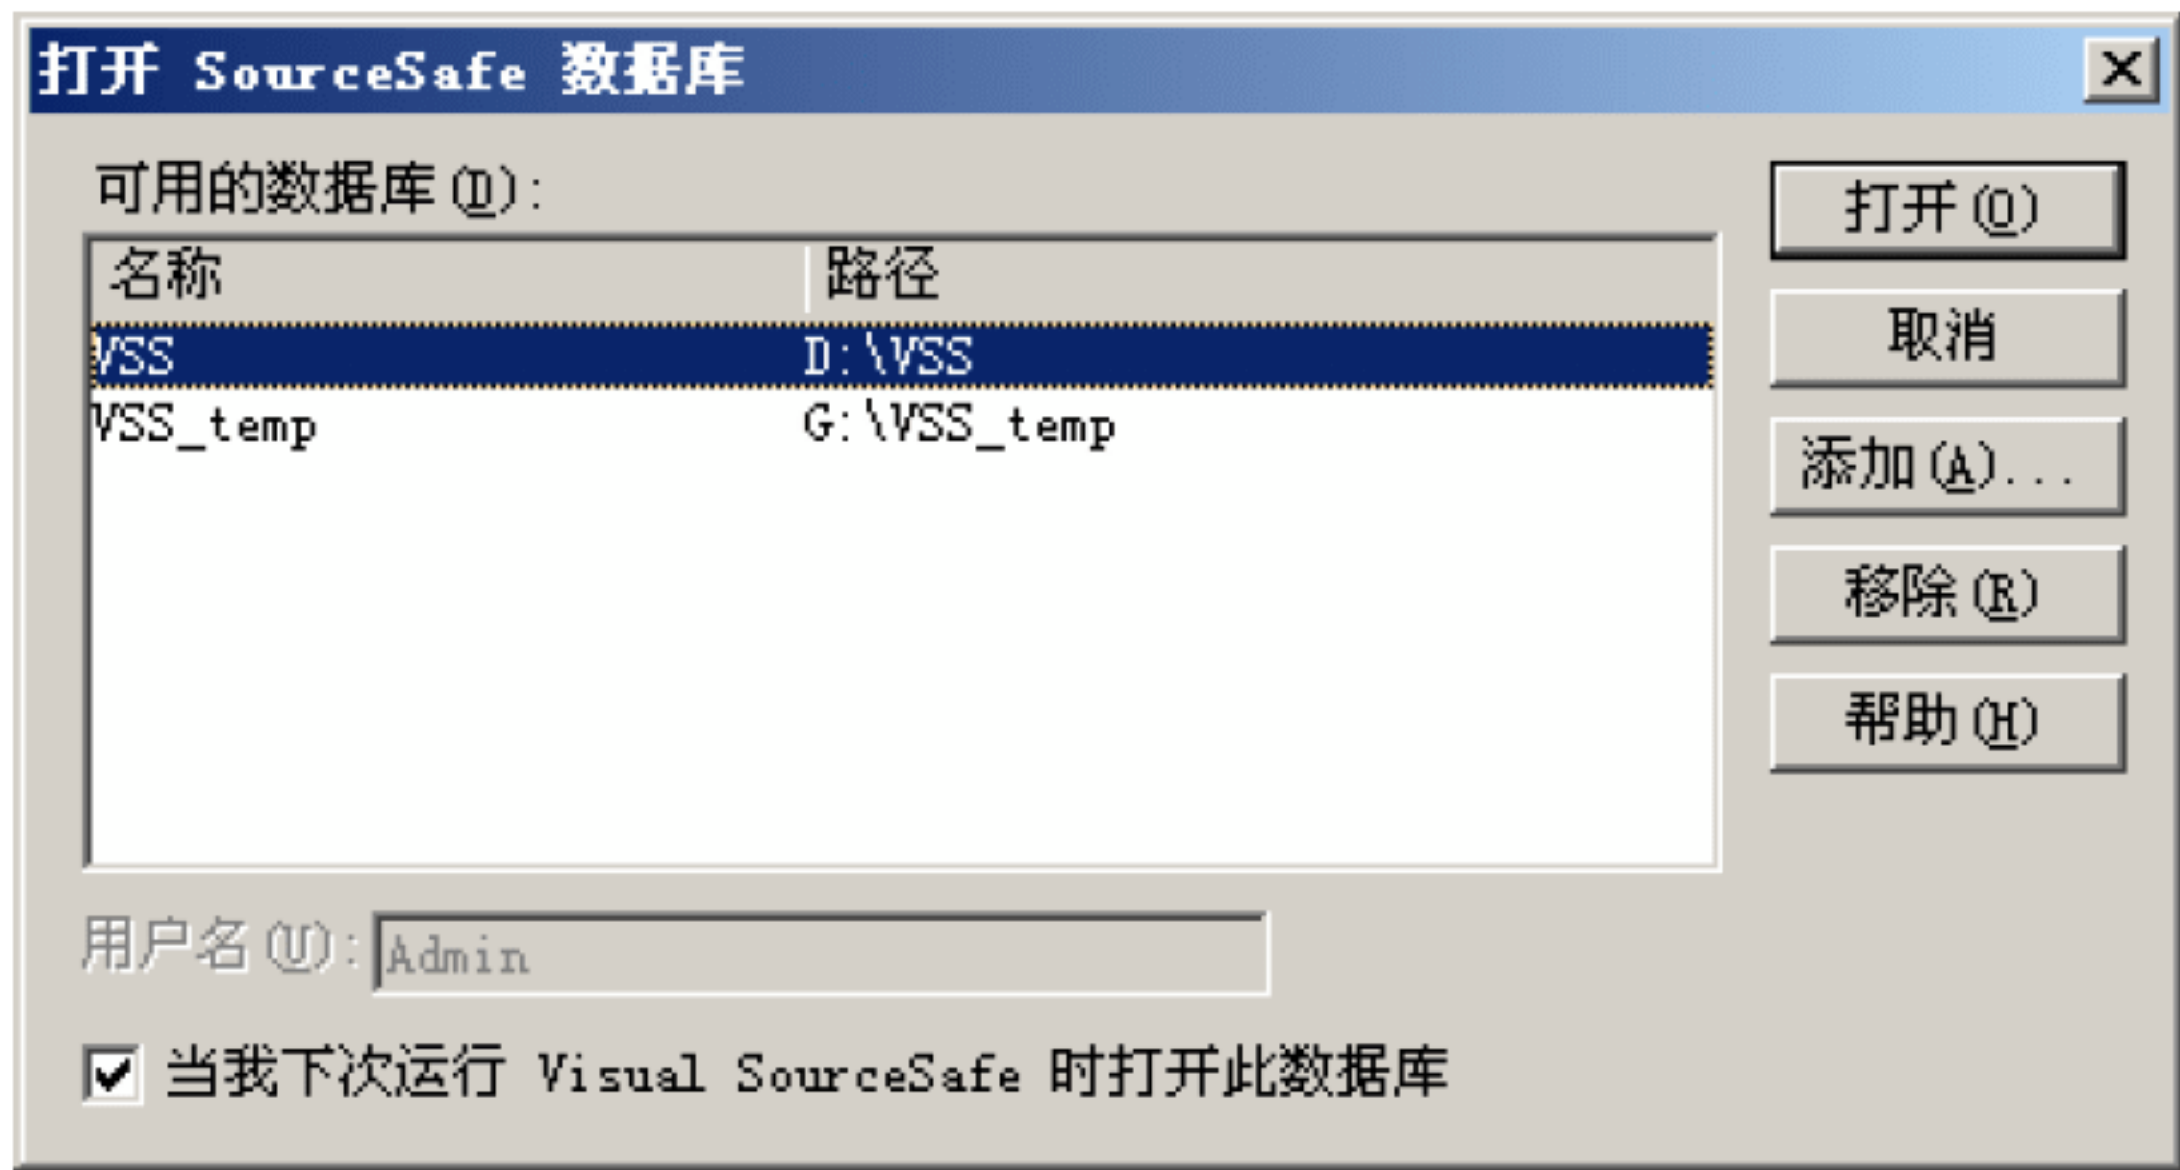 打开 SourceSafe 数据库
可用的数据库(D):
名称 路径
VSS D:\VSS
VSS_temp G:\VSS_temp
打开(O)
取消
添加(A)...
移除(R)
帮助(H)
用户名(U): Admin
当我下次运行 Visual SourceSafe 时打开此数据库